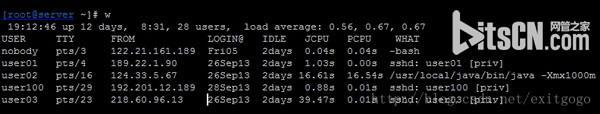 [root@server ~]# w
19:12:46 up 12 days, 8:31, 28 users, load average: 0.56, 0.67, 0.67
USER TTY FROM LOGIN@ IDLE JCPU PCPU WHAT
nobody pts/3 122.21.161.189 Fri05 2days 0.04s 0.04s -bash
user01 pts/4 189.22.1.90 26Sep13 2days 1.03s 0.00s sshd: user01 [priv]
user02 pts/16 124.33.5.67 26Sep13 2days 16.61s 16.54s /usr/local/java/bin/java -Xmx1000m
user100 pts/29 192.201.12.189 28Sep13 2days 0.88s 0.01s sshd: user100 [priv]
user03 pts/23 218.60.96.13 26Sep13 2days 39.47s 0.01s sshd: user03 [priv]
bitsCN.com
网管之家
http://blog.csdn.net/exitgogo